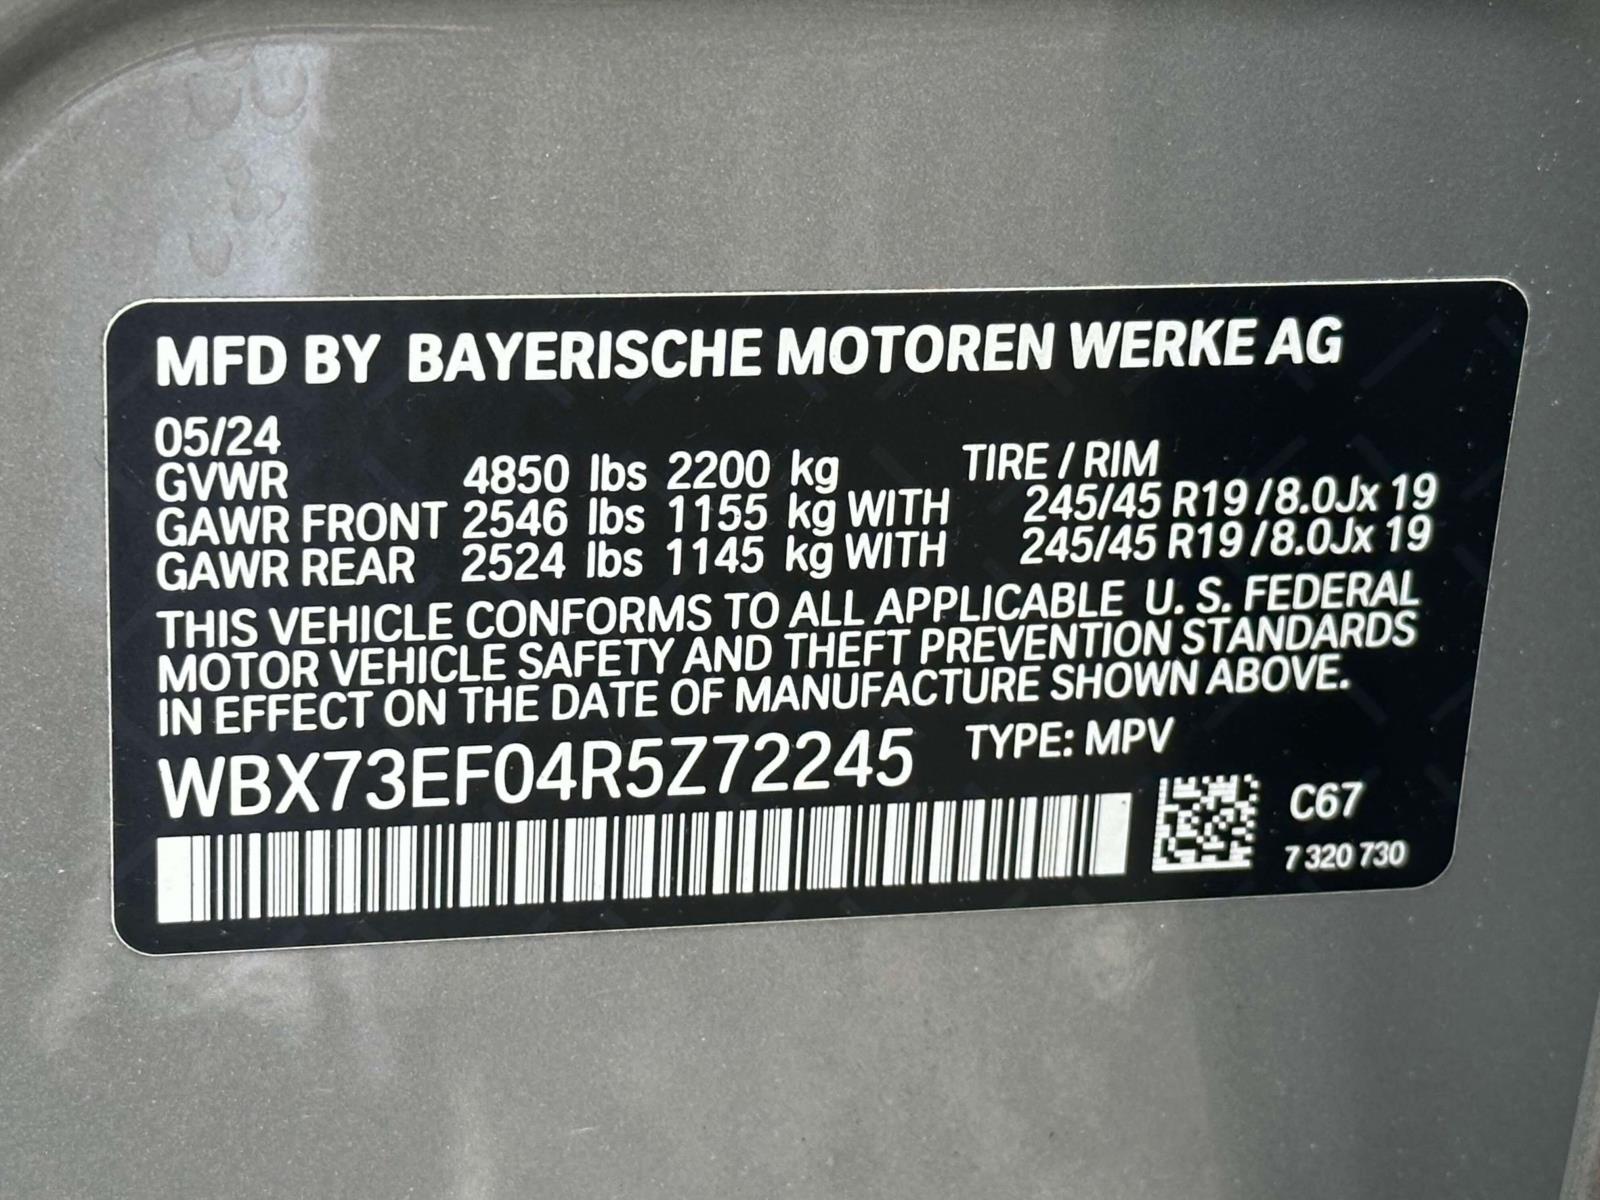 MFD BY BAYERISCHE MOTOREN WERKE AG
05/24
GVWR 4850 lbs 2200 kg TIRE / RIM
GAWR FRONT 2546 lbs 1155 kg WITH 245/45 R19 /8.0Jx 19
GAWR REAR 2524 lbs 1145 kg WITH 245/45 R19 /8.0Jx 19
THIS VEHICLE CONFORMS TO ALL APPLICABLE U. S. FEDERAL
MOTOR VEHICLE SAFETY AND THEFT PREVENTION STANDARDS
IN EFFECT ON THE DATE OF MANUFACTURE SHOWN ABOVE.
WBX73EF04R5Z72245 TYPE: MPV
C67
7 320 730